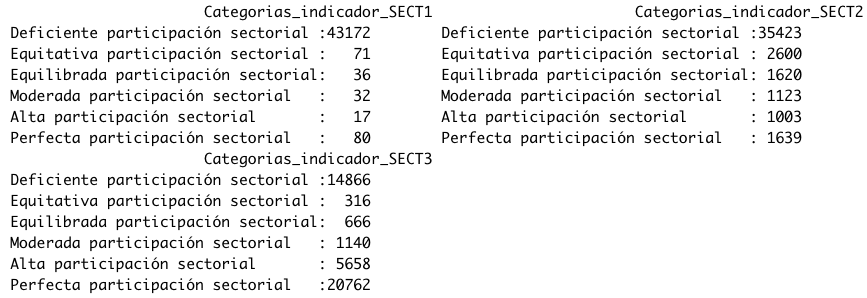 Categorias_indicador_SECT1 Categorias_indicador_SECT2
Deficiente participación sectorial :43172 Deficiente participación sectorial :35423
Equitativa participación sectorial : 71 Equitativa participación sectorial : 2600
Equilibrada participación sectorial: 36 Equilibrada participación sectorial: 1620
Moderada participación sectorial : 32 Moderada participación sectorial : 1123
Alta participación sectorial : 17 Alta participación sectorial : 1003
Perfecta participación sectorial : 80 Perfecta participación sectorial : 1639
Categorias_indicador_SECT3
Deficiente participación sectorial :14866
Equitativa participación sectorial : 316
Equilibrada participación sectorial: 666
Moderada participación sectorial : 1140
Alta participación sectorial : 5658
Perfecta participación sectorial :20762